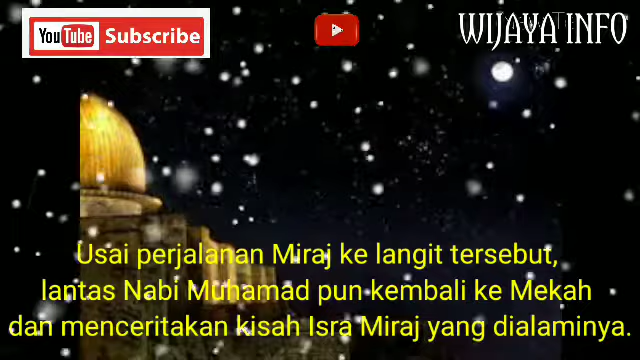 YouTube Subscribe
WIJAYA INFO
Usai perjalanan Miraj ke langit tersebut,
lantas Nabi Muhamad pun kembali ke Mekah
dan menceritakan kisah Isra Miraj yang dialaminya.